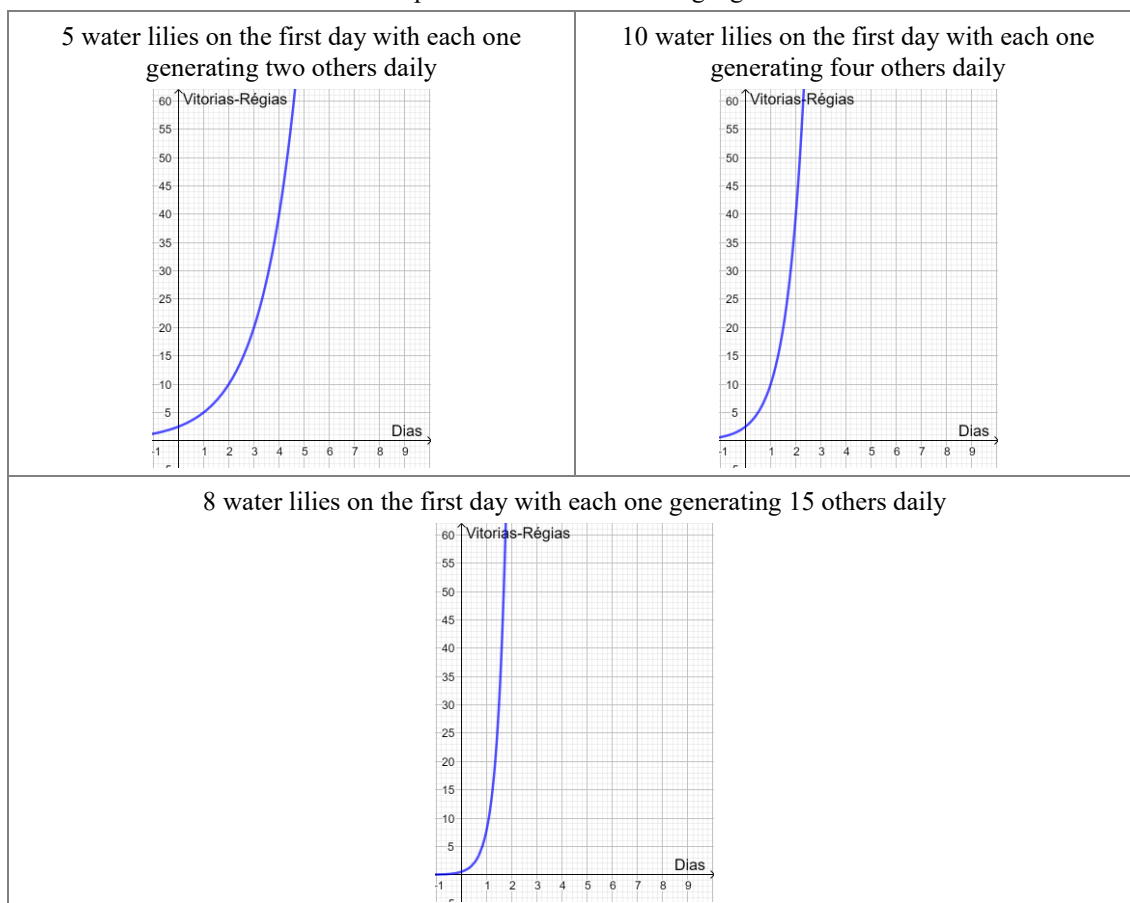 5 water lilies on the first day with each one
generating two others daily
Vitorias-Régias
60
55
50
45
40
35
30
25
20
15
10
5
Dias
-1 1 2 3 4 5 6 7 8 9
10 water lilies on the first day with each one
generating four others daily
Vitorias-Régias
60
55
50
45
40
35
30
25
20
15
10
5
Dias
-1 1 2 3 4 5 6 7 8 9
8 water lilies on the first day with each one generating 15 others daily
Vitorias-Régias
60
55
50
45
40
35
30
25
20
15
10
5
Dias
-1 1 2 3 4 5 6 7 8 9